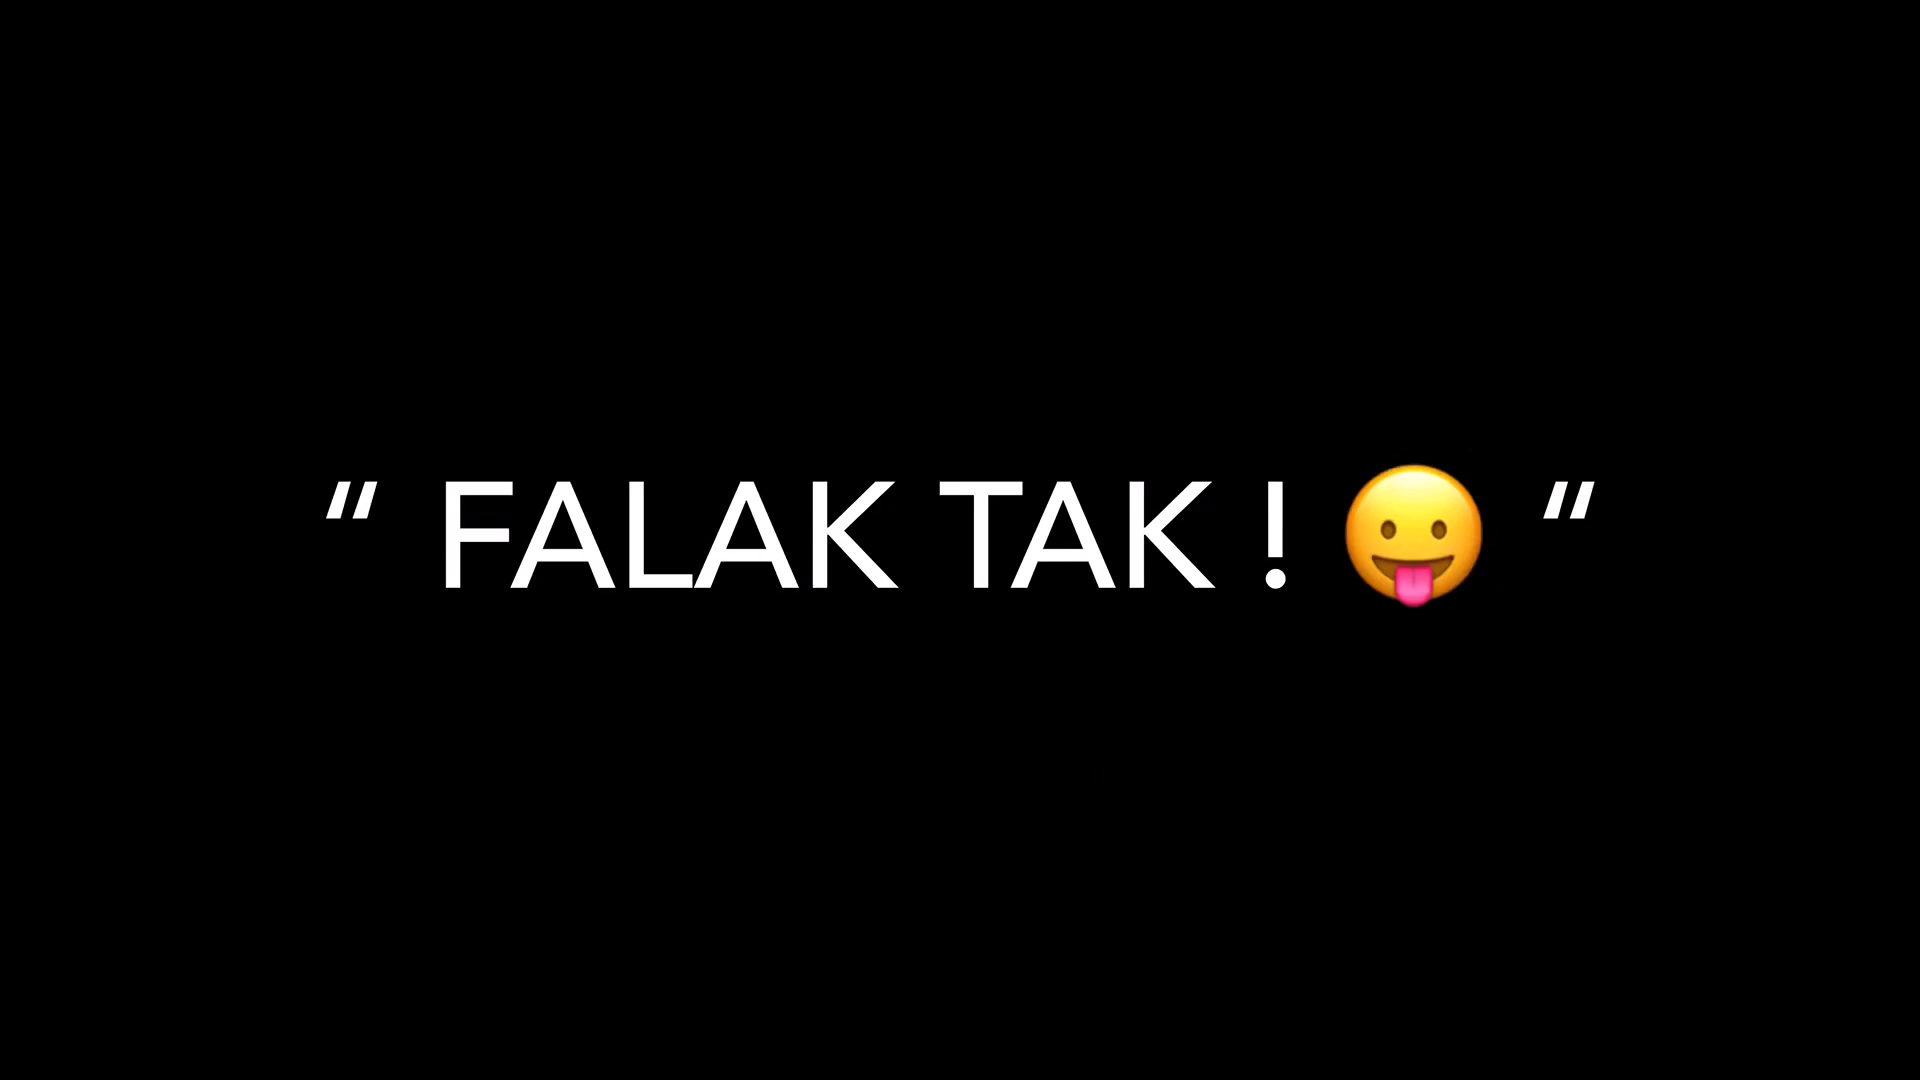 “ FALAK TAK ! 😛 “